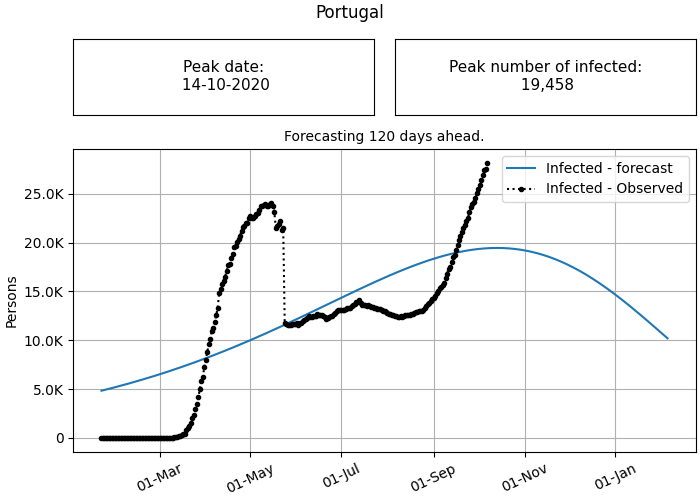 Portugal
Peak date:
14-10-2020
Peak number of infected:
19,458
Forecasting 120 days ahead.
Infected - forecast
Infected - Observed
Persons
25.0K
20.0K
15.0K
10.0K
5.0K
0
01-Mar
01-May
01-Jul
01-Sep
01-Nov
01-Jan